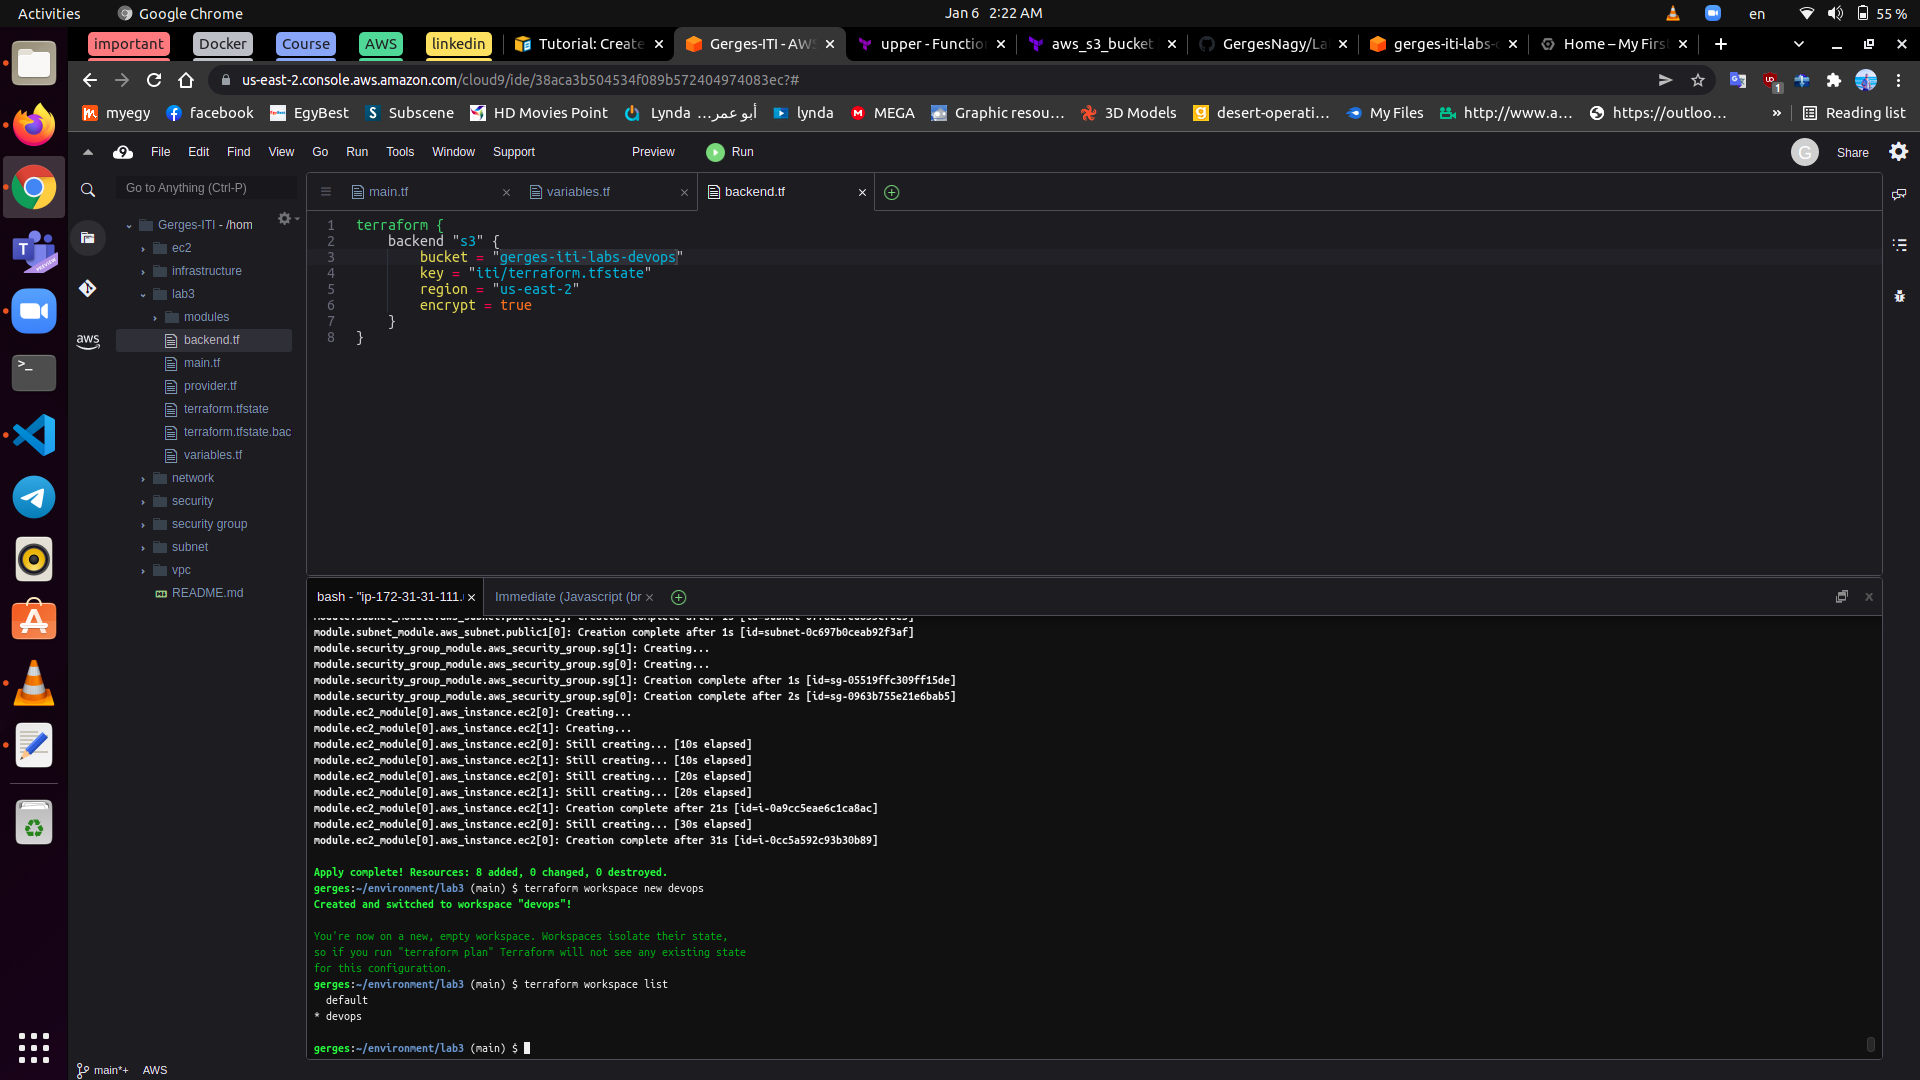 Activities
Google Chrome
Jan 6 2:22 AM
en
55 %
important
Docker
Course
AWS
linkedin
Tutorial: Create
Gerges-ITI - AWS
upper - Functio
aws_s3_bucket
GergesNagy/La
gerges-iti-labs-
Home – My First
us-east-2.console.aws.amazon.com/cloud9/ide/38aca3b504534f089b572404974083ec?#
myegy
facebook
EgyBest
Subscene
HD Movies Point
Lynda ...أبو عمر
lynda
MEGA
Graphic resou...
3D Models
desert-operati...
My Files
http://www.a...
https://outloo...
»
Reading list
9
File
Edit
Find
View
Go
Run
Tools
Window
Support
Preview
Run
G
Share
Go to Anything (Ctrl-P)
Gerges-ITI - /hom
ec2
infrastructure
lab3
modules
backend.tf
main.tf
provider.tf
terraform.tfstate
terraform.tfstate.bac
variables.tf
network
security
security group
subnet
vpc
README.md
aws
main.tf
variables.tf
backend.tf
1 terraform {
2 backend "s3" {
3 bucket = "gerges-iti-labs-devops"
4 key = "iti/terraform.tfstate"
5 region = "us-east-2"
6 encrypt = true
7 }
8 }
bash - "ip-172-31-31-111.
Immediate (Javascript (br
module.subnet_module.aws_subnet.public1[0]: Creation complete after 1s [id=subnet-0c697b0ceab92f3af]
module.security_group_module.aws_security_group.sg[1]: Creating...
module.security_group_module.aws_security_group.sg[0]: Creating...
module.security_group_module.aws_security_group.sg[1]: Creation complete after 1s [id=sg-05519ffc309ff15de]
module.security_group_module.aws_security_group.sg[0]: Creation complete after 2s [id=sg-0963b755e21e6bab5]
module.ec2_module[0].aws_instance.ec2[0]: Creating...
module.ec2_module[0].aws_instance.ec2[1]: Creating...
module.ec2_module[0].aws_instance.ec2[0]: Still creating... [10s elapsed]
module.ec2_module[0].aws_instance.ec2[1]: Still creating... [10s elapsed]
module.ec2_module[0].aws_instance.ec2[0]: Still creating... [20s elapsed]
module.ec2_module[0].aws_instance.ec2[1]: Still creating... [20s elapsed]
module.ec2_module[0].aws_instance.ec2[1]: Creation complete after 21s [id=i-0a9cc5eae6c1ca8ac]
module.ec2_module[0].aws_instance.ec2[0]: Still creating... [30s elapsed]
module.ec2_module[0].aws_instance.ec2[0]: Creation complete after 31s [id=i-0cc5a592c93b30b89]
Apply complete! Resources: 8 added, 0 changed, 0 destroyed.
gerges:~/environment/lab3 (main) $ terraform workspace new devops
Created and switched to workspace "devops"!
You're now on a new, empty workspace. Workspaces isolate their state,
so if you run "terraform plan" Terraform will not see any existing state
for this configuration.
gerges:~/environment/lab3 (main) $ terraform workspace list
default
* devops
gerges:~/environment/lab3 (main) $
main*+
AWS